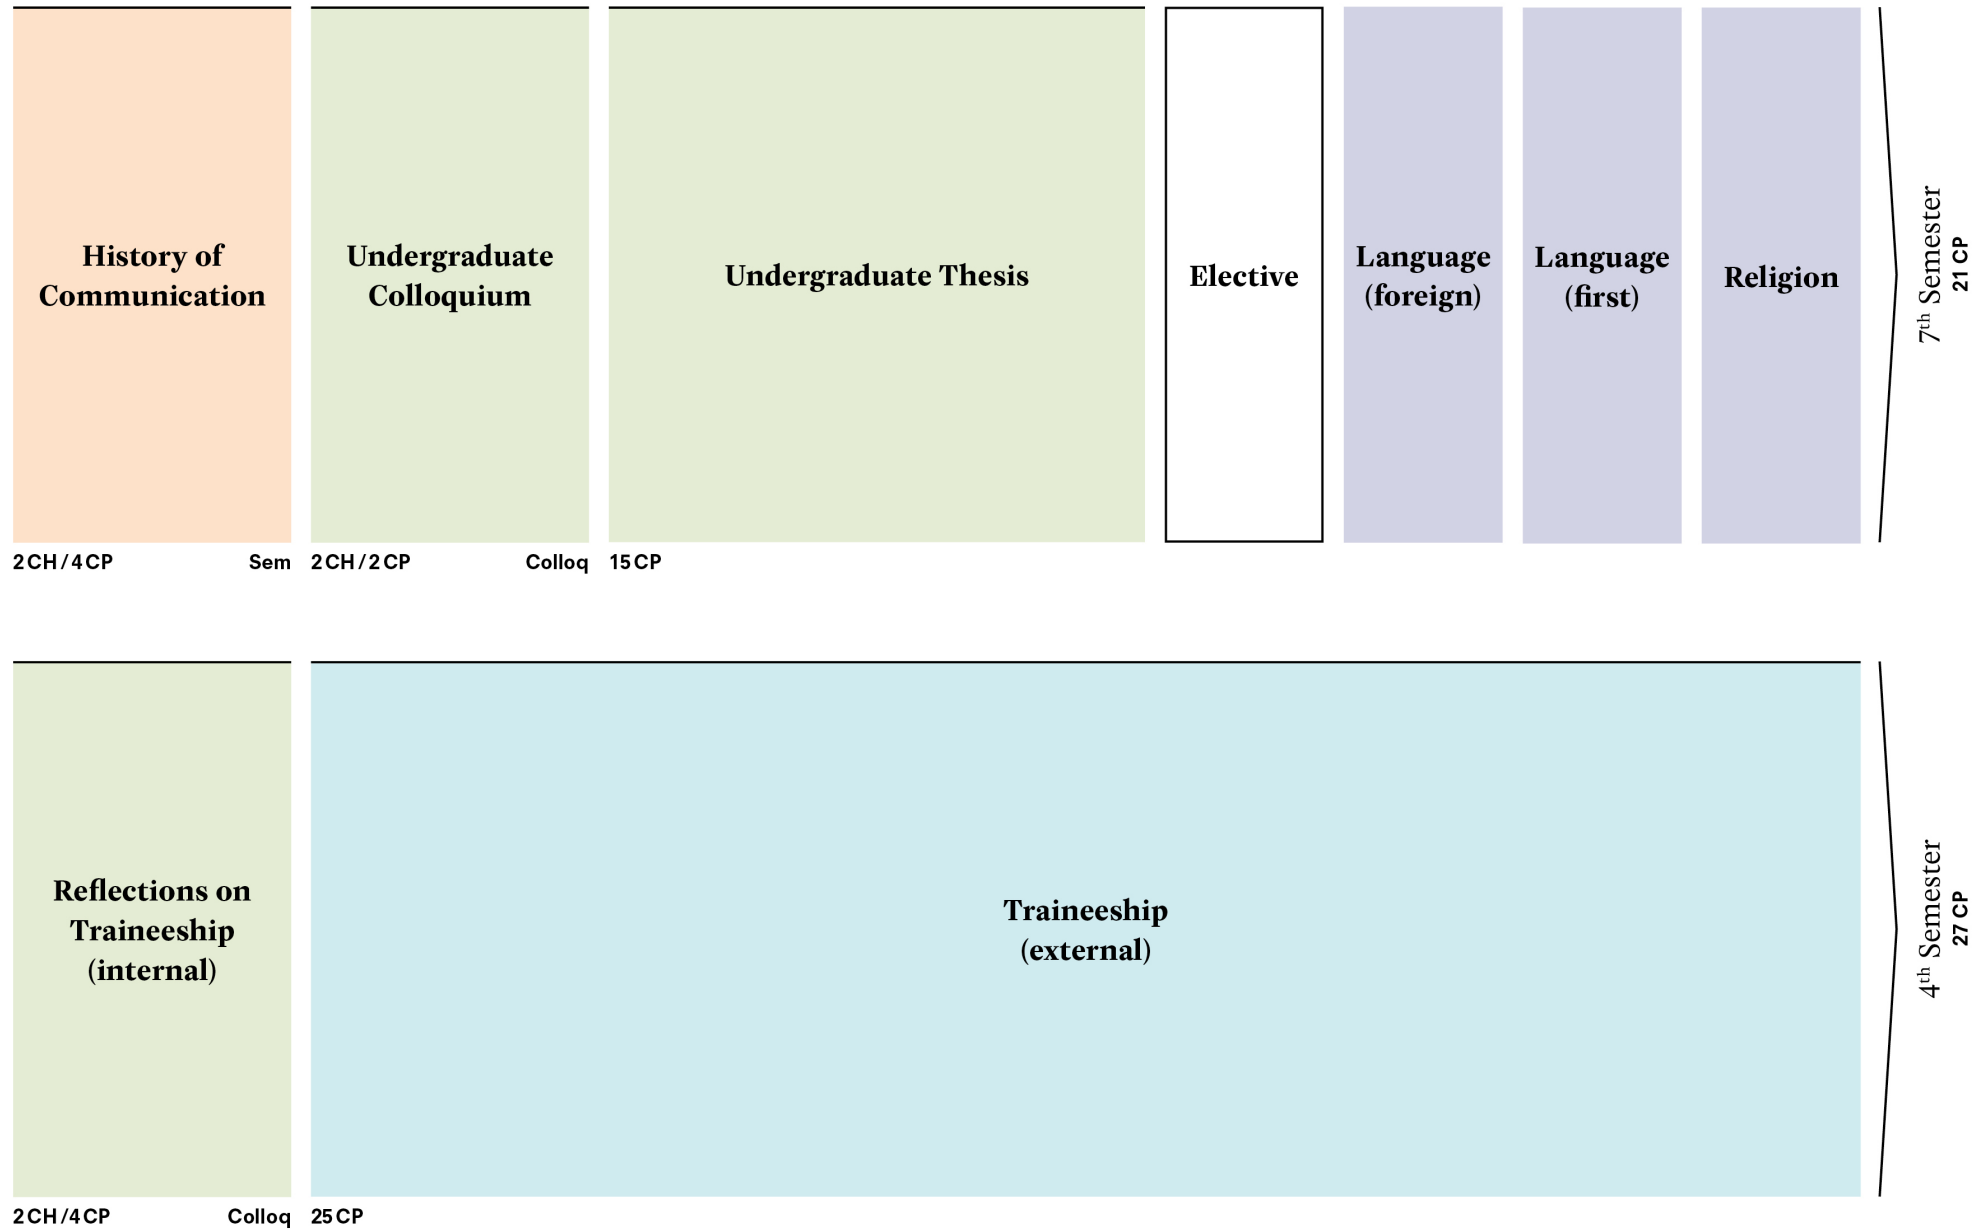 History of
Communication
Undergraduate
Colloquium
Undergraduate Thesis
Elective
Language
(foreign)
Language
(first)
Religion
7th Semester
21 CP
2 CH / 4 CP
Sem
2 CH / 2 CP
Colloq
15 CP
Reflections on
Traineeship
(internal)
Traineeship
(external)
4th Semester
27 CP
2 CH / 4 CP
Colloq
25 CP